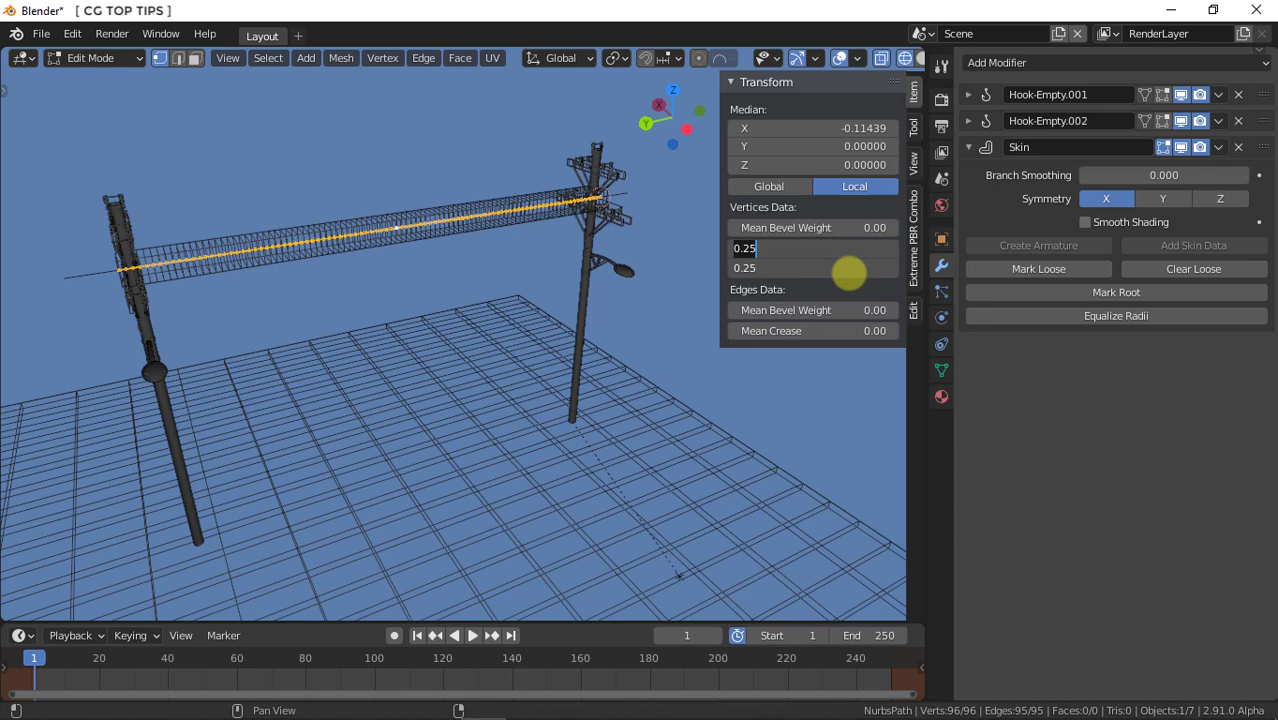 Blender* [ CG TOP TIPS ]
File Edit Render Window Help Layout + Scene RenderLayer
Edit Mode View Select Add Mesh Vertex Edge Face UV Global
Add Modifier
Transform
Median:
X -0.11439
Y 0.00000
Z 0.00000
Global Local
Vertices Data:
Mean Bevel Weight 0.00
0.25
0.25
Edges Data:
Mean Bevel Weight 0.00
Mean Crease 0.00
Z
X
Y
Item
Tool
View
Extreme PBR Combo
Edit
Hook-Empty.001
Hook-Empty.002
Skin
Branch Smoothing 0.000
Symmetry X Y Z
Smooth Shading
Create Armature Add Skin Data
Mark Loose Clear Loose
Mark Root
Equalize Radii
Playback Keying View Marker 1 Start 1 End 250
1 20 40 60 80 100 120 140 160 180 200 220 240
Pan View
NurbsPath | Verts:96/96 | Edges:95/95 | Faces:0/0 | Tris:0 | Objects:1/7 | 2.91.0 Alpha